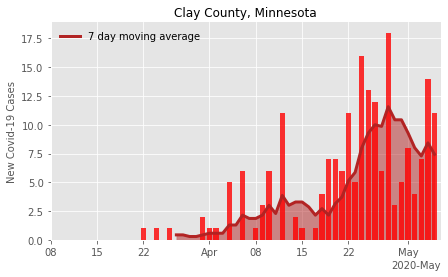 Clay County, Minnesota
7 day moving average
New Covid-19 Cases
17.5
15.0
12.5
10.0
7.5
5.0
2.5
0.0
08
15
22
Apr
08
15
22
May
2020-May